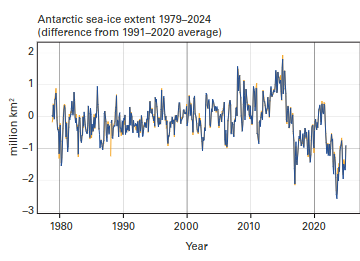 Antarctic sea-ice extent 1979–2024
(difference from 1991–2020 average)
million km²
2
1
0
−1
−2
−3
1980 1990 2000 2010 2020
Year